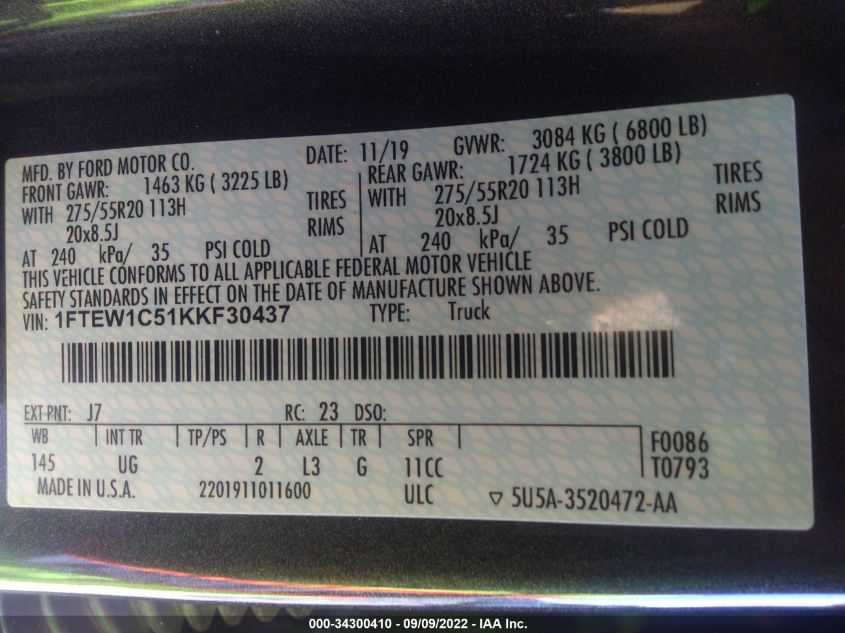 MFD. BY FORD MOTOR CO. DATE: 11/19 GVWR: 3084 KG ( 6800 LB)
FRONT GAWR: 1463 KG ( 3225 LB) REAR GAWR: 1724 KG ( 3800 LB)
WITH 275/55R20 113H TIRES WITH 275/55R20 113H TIRES
20x8.5J RIMS 20x8.5J RIMS
AT 240 kPa/ 35 PSI COLD AT 240 kPa/ 35 PSI COLD
THIS VEHICLE CONFORMS TO ALL APPLICABLE FEDERAL MOTOR VEHICLE
SAFETY STANDARDS IN EFFECT ON THE DATE OF MANUFACTURE SHOWN ABOVE.
VIN: 1FTEW1C51KKF30437 TYPE: Truck
EXT PNT: J7 RC: 23 DSO:
WB INT TR TP/PS R AXLE TR SPR F0086
145 UG 2 L3 G 11CC T0793
MADE IN U.S.A. 2201911011600 ULC ▽ 5U5A-3520472-AA
000-34300410 - 09/09/2022 - IAA Inc.